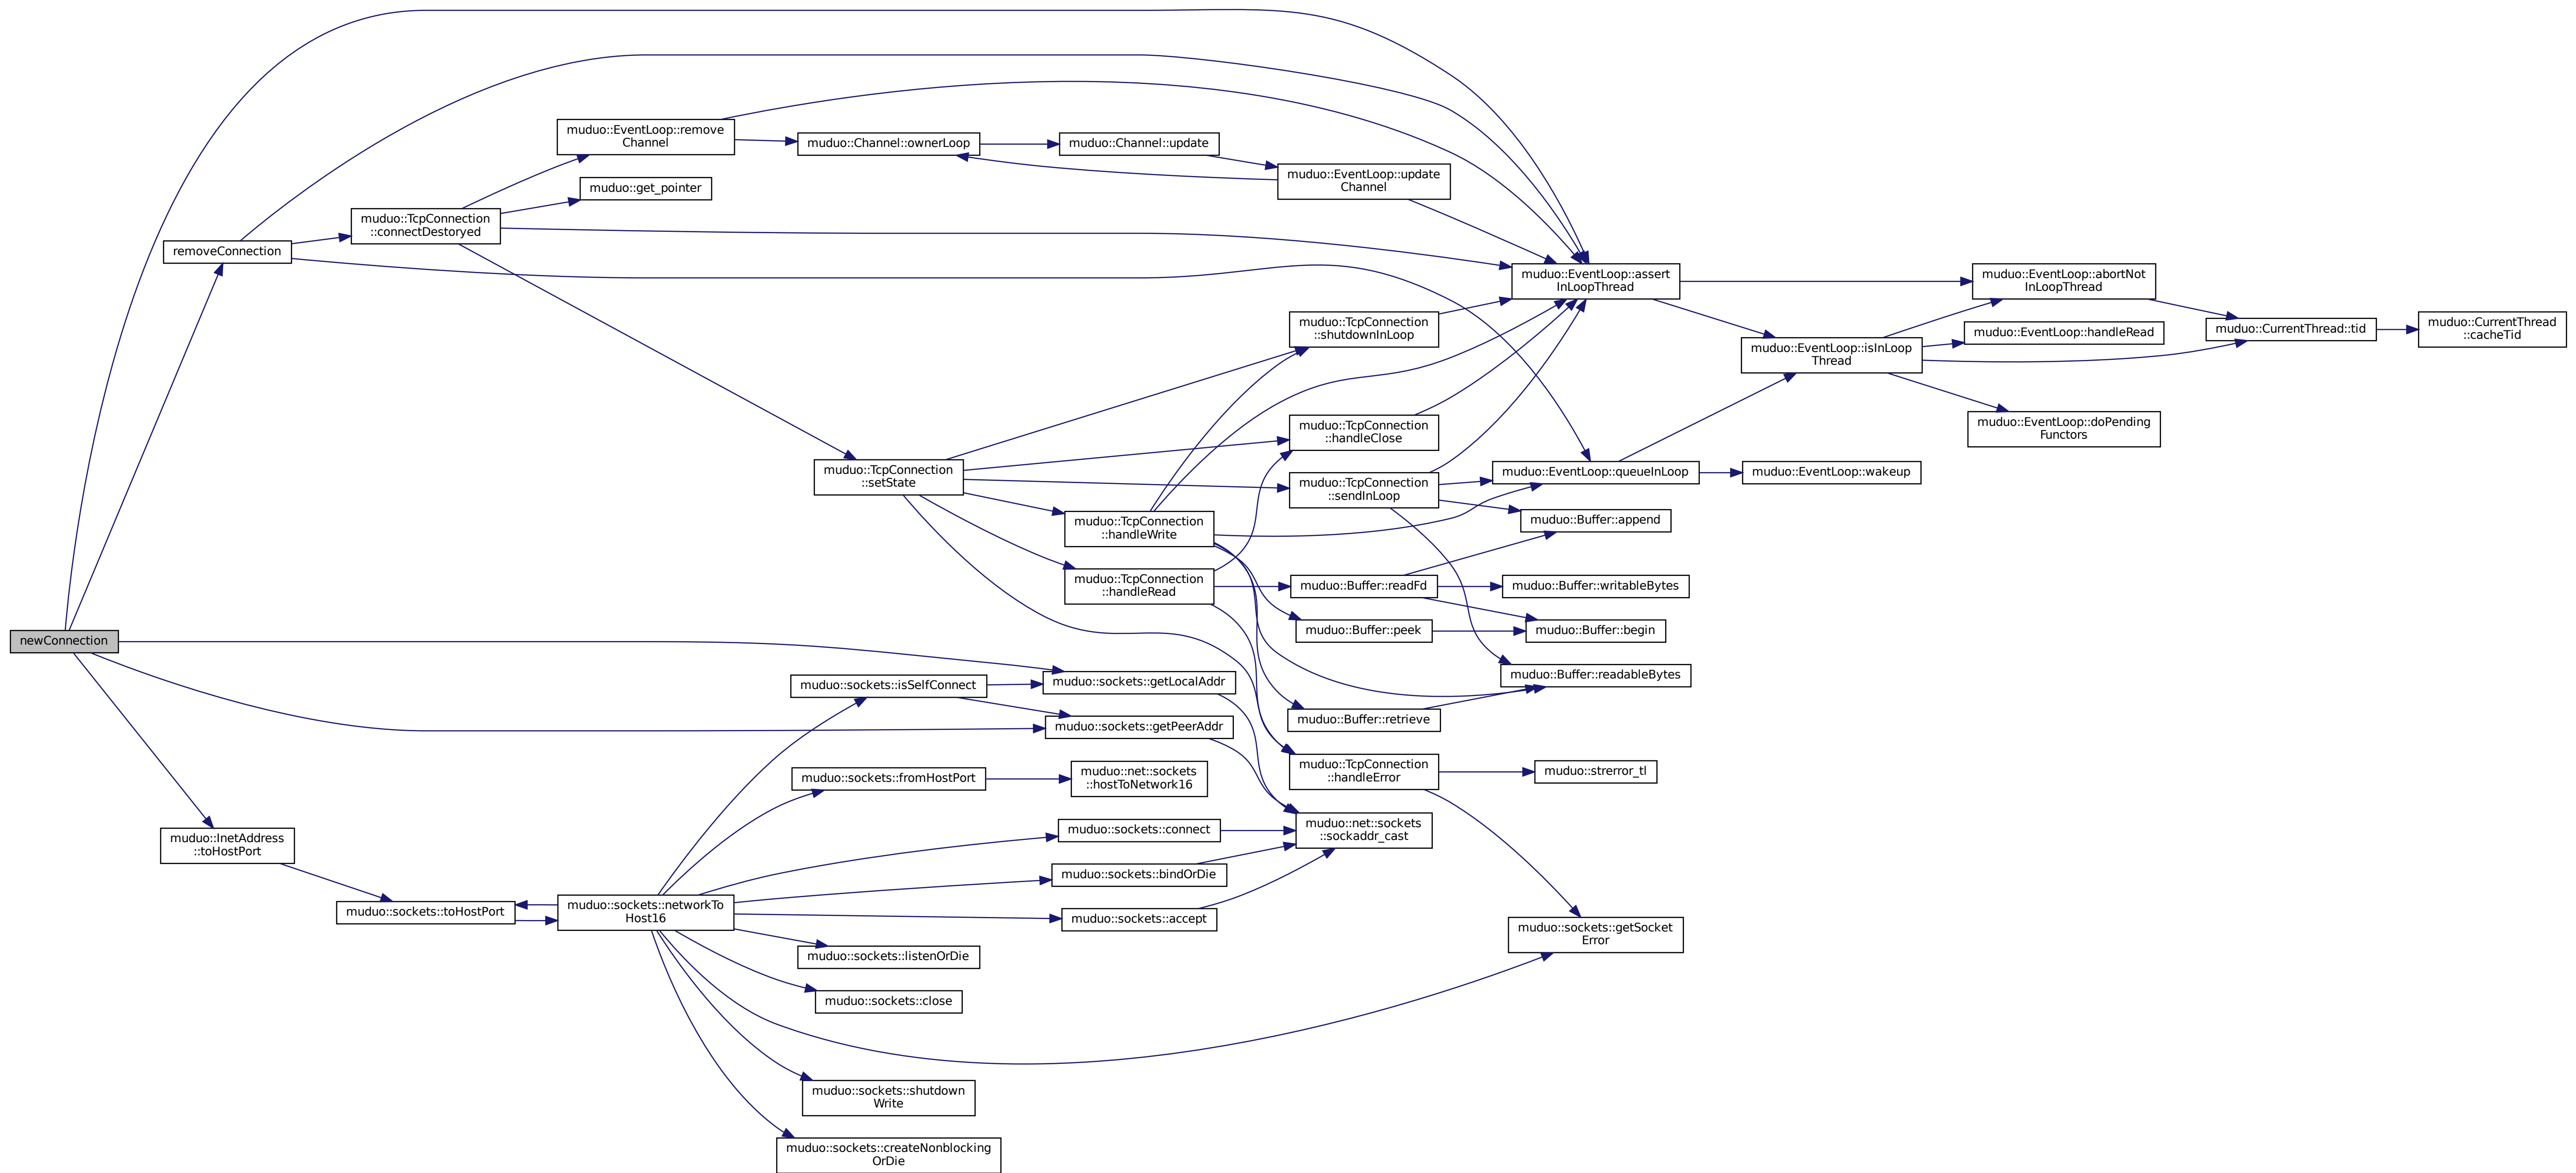 newConnection
removeConnection
muduo::InetAddress
::toHostPort
muduo::TcpConnection
::connectDestoryed
muduo::sockets::toHostPort
muduo::EventLoop::remove
Channel
muduo::get_pointer
muduo::sockets::networkTo
Host16
muduo::Channel::ownerLoop
muduo::TcpConnection
::setState
muduo::sockets::isSelfConnect
muduo::sockets::fromHostPort
muduo::sockets::listenOrDie
muduo::sockets::close
muduo::sockets::shutdown
Write
muduo::sockets::createNonblocking
OrDie
muduo::Channel::update
muduo::TcpConnection
::handleWrite
muduo::TcpConnection
::handleRead
muduo::sockets::getLocalAddr
muduo::sockets::getPeerAddr
muduo::net::sockets
::hostToNetwork16
muduo::sockets::connect
muduo::sockets::bindOrDie
muduo::sockets::accept
muduo::EventLoop::update
Channel
muduo::TcpConnection
::shutdownInLoop
muduo::TcpConnection
::handleClose
muduo::TcpConnection
::sendInLoop
muduo::Buffer::readFd
muduo::Buffer::peek
muduo::Buffer::retrieve
muduo::TcpConnection
::handleError
muduo::net::sockets
::sockaddr_cast
muduo::EventLoop::assert
InLoopThread
muduo::EventLoop::queueInLoop
muduo::Buffer::append
muduo::Buffer::writableBytes
muduo::Buffer::begin
muduo::Buffer::readableBytes
muduo::strerror_tl
muduo::sockets::getSocket
Error
muduo::EventLoop::isInLoop
Thread
muduo::EventLoop::wakeup
muduo::EventLoop::abortNot
InLoopThread
muduo::EventLoop::handleRead
muduo::EventLoop::doPending
Functors
muduo::CurrentThread::tid
muduo::CurrentThread
::cacheTid